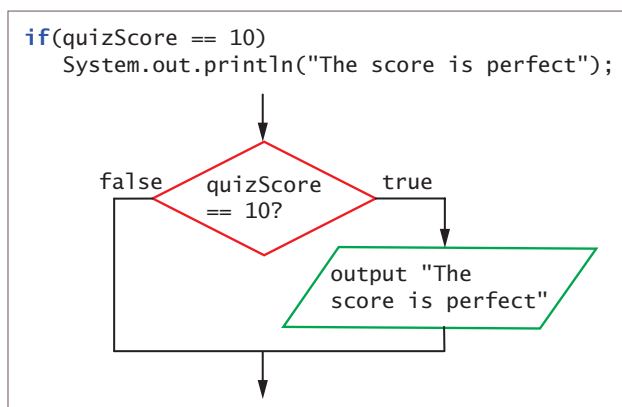 if(quizScore == 10)
System.out.println("The score is perfect");
false
quizScore
== 10?
true
output "The
score is perfect"